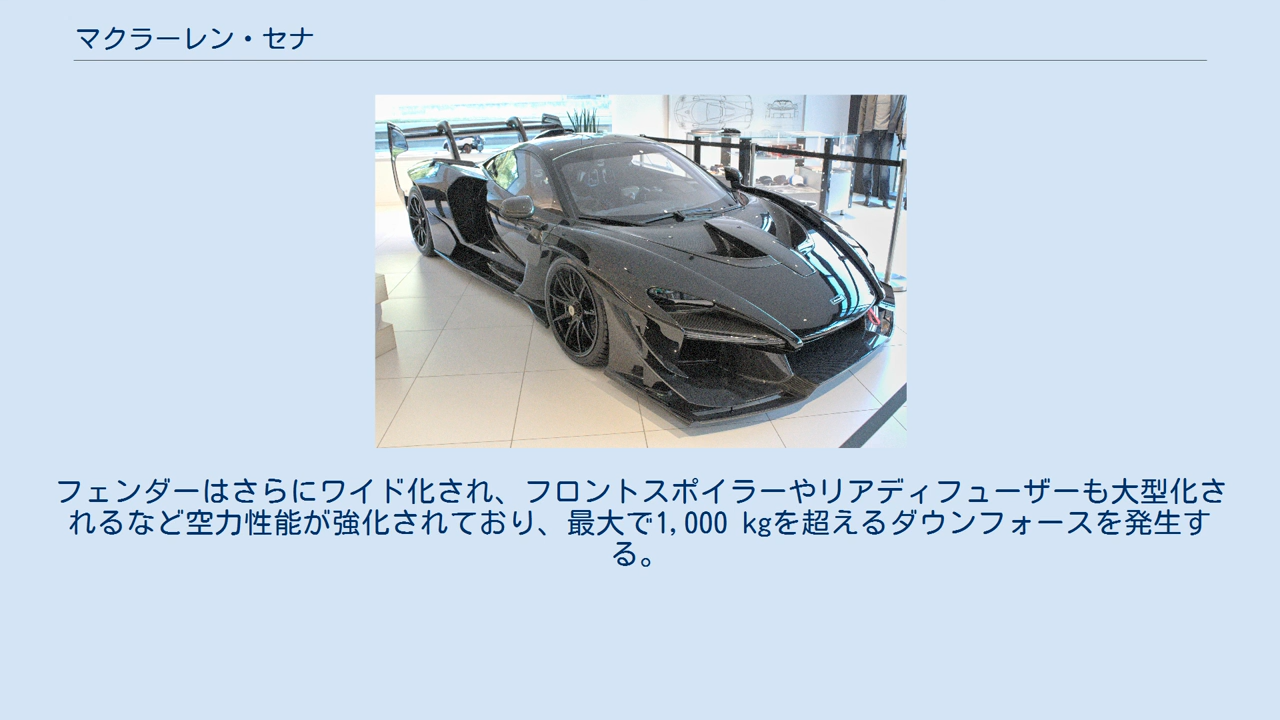 マクラーレン・セナ
フェンダーはさらにワイド化され、フロントスポイラーやリアディフューザーも大型化さ
れるなど空力性能が強化されており、最大で1,000 kgを超えるダウンフォースを発生す
る。